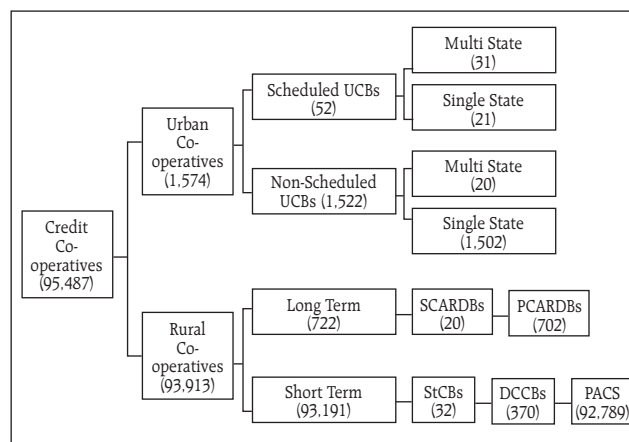 Credit
Co-
operatives
(95,487)
Urban
Co-
operatives
(1,574)
Scheduled UCBs
(52)
Multi State
(31)
Single State
(21)
Non-Scheduled
UCBs (1,522)
Multi State
(20)
Single State
(1,502)
Rural
Co-
operatives
(93,913)
Long Term
(722)
SCARDBs
(20)
PCARDBs
(702)
Short Term
(93,191)
StCBs
(32)
DCCBs
(370)
PACS
(92,789)